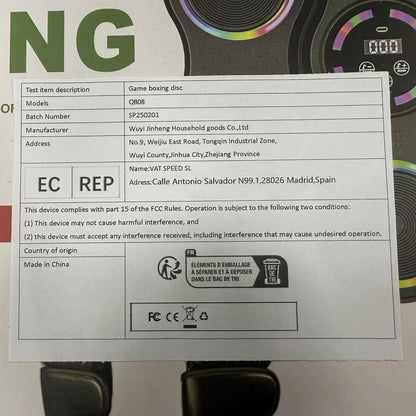 NG
OF
000
Test item description Game boxing disc
Models Q808
Batch Number SP250201
Manufacturer Wuyi Jinheng Household goods Co.,Ltd
Address No.9, Weijiu East Road, Tongqin Industrial Zone,
Wuyi County,Jinhua City,Zhejiang Province
EC REP
Name:VAT SPEED SL
Adress:Calle Antonio Salvador N99.1,28026 Madrid,Spain
This device complies with part 15 of the FCC Rules. Operation is subject to the following two conditions:
(1) This device may not cause harmful interference, and
(2) this device must accept any interference received, including interference that may cause undesired operation.
Country of origin
Made in China
FR
ÉLÉMENTS D'EMBALLAGE
À SÉPARER ET À DÉPOSER
DANS LE BAC DE TRI
BAC
DE
TRI
FC CE